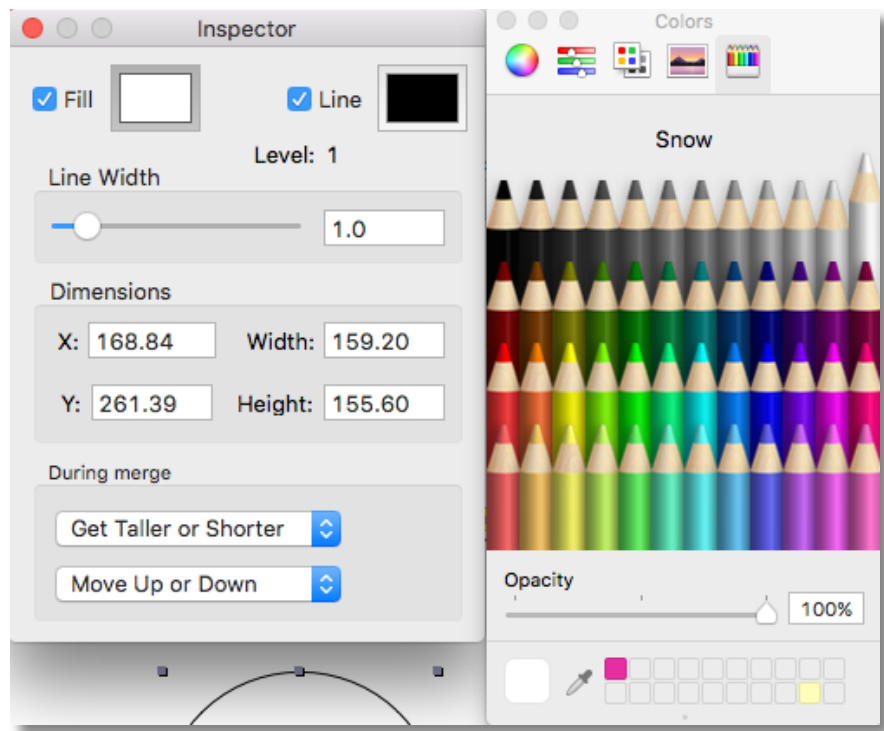 Inspector
Fill
Line
Level: 1
Line Width
1.0
Dimensions
X: 168.84
Width: 159.20
Y: 261.39
Height: 155.60
During merge
Get Taller or Shorter
Move Up or Down
Colors
Snow
Opacity
100%